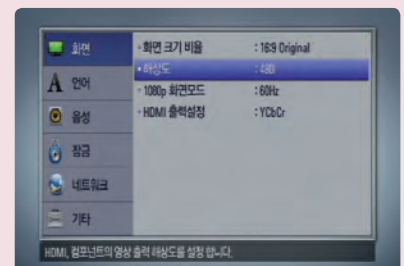 화면
A 언어
음성
잠금
네트워크
기타
• 화면 크기 비율 : 16:9 Original
• 해상도 : 480i
• 1080p 화면모드 : 60Hz
• HDMI 출력설정 : YCbCr
HDMI, 컴포넌트의 영상 출력 해상도를 설정 합니다.